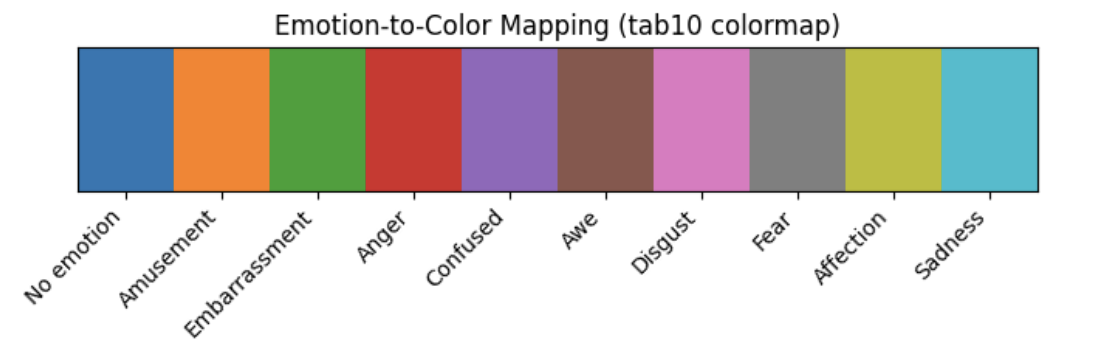 Emotion-to-Color Mapping (tab10 colormap)
No emotion
Amusement
Embarrassment
Anger
Confused
Awe
Disgust
Fear
Affection
Sadness